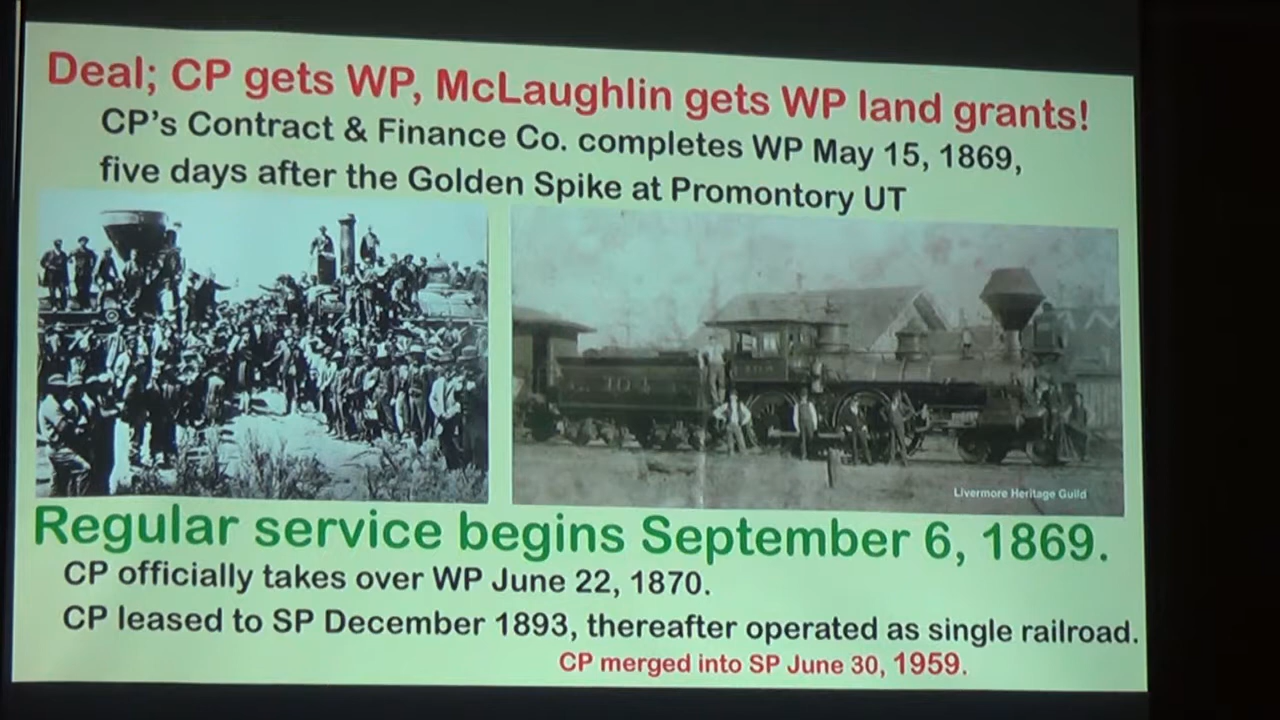 Deal; CP gets WP, McLaughlin gets WP land grants!
CP's Contract & Finance Co. completes WP May 15, 1869,
five days after the Golden Spike at Promontory UT
Livermore Heritage Guild
Regular service begins September 6, 1869.
CP officially takes over WP June 22, 1870.
CP leased to SP December 1893, thereafter operated as single railroad.
CP merged into SP June 30, 1959.